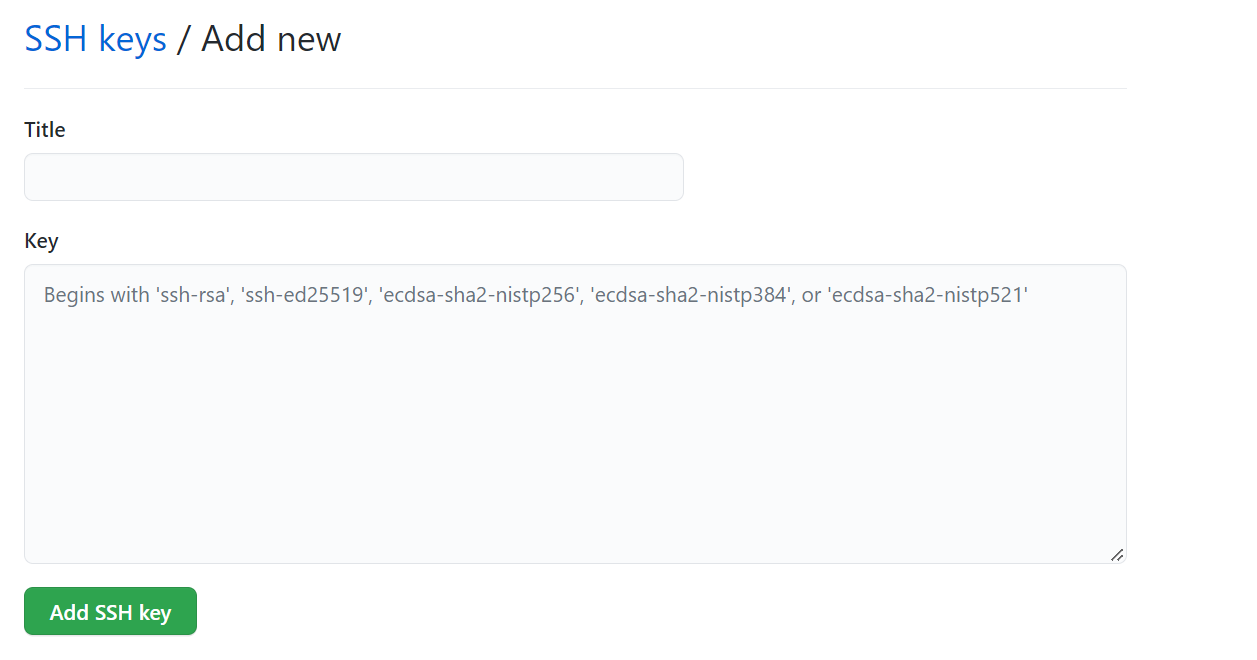 SSH keys / Add new
Title
Key
Begins with 'ssh-rsa', 'ssh-ed25519', 'ecdsa-sha2-nistp256', 'ecdsa-sha2-nistp384', or 'ecdsa-sha2-nistp521'
Add SSH key